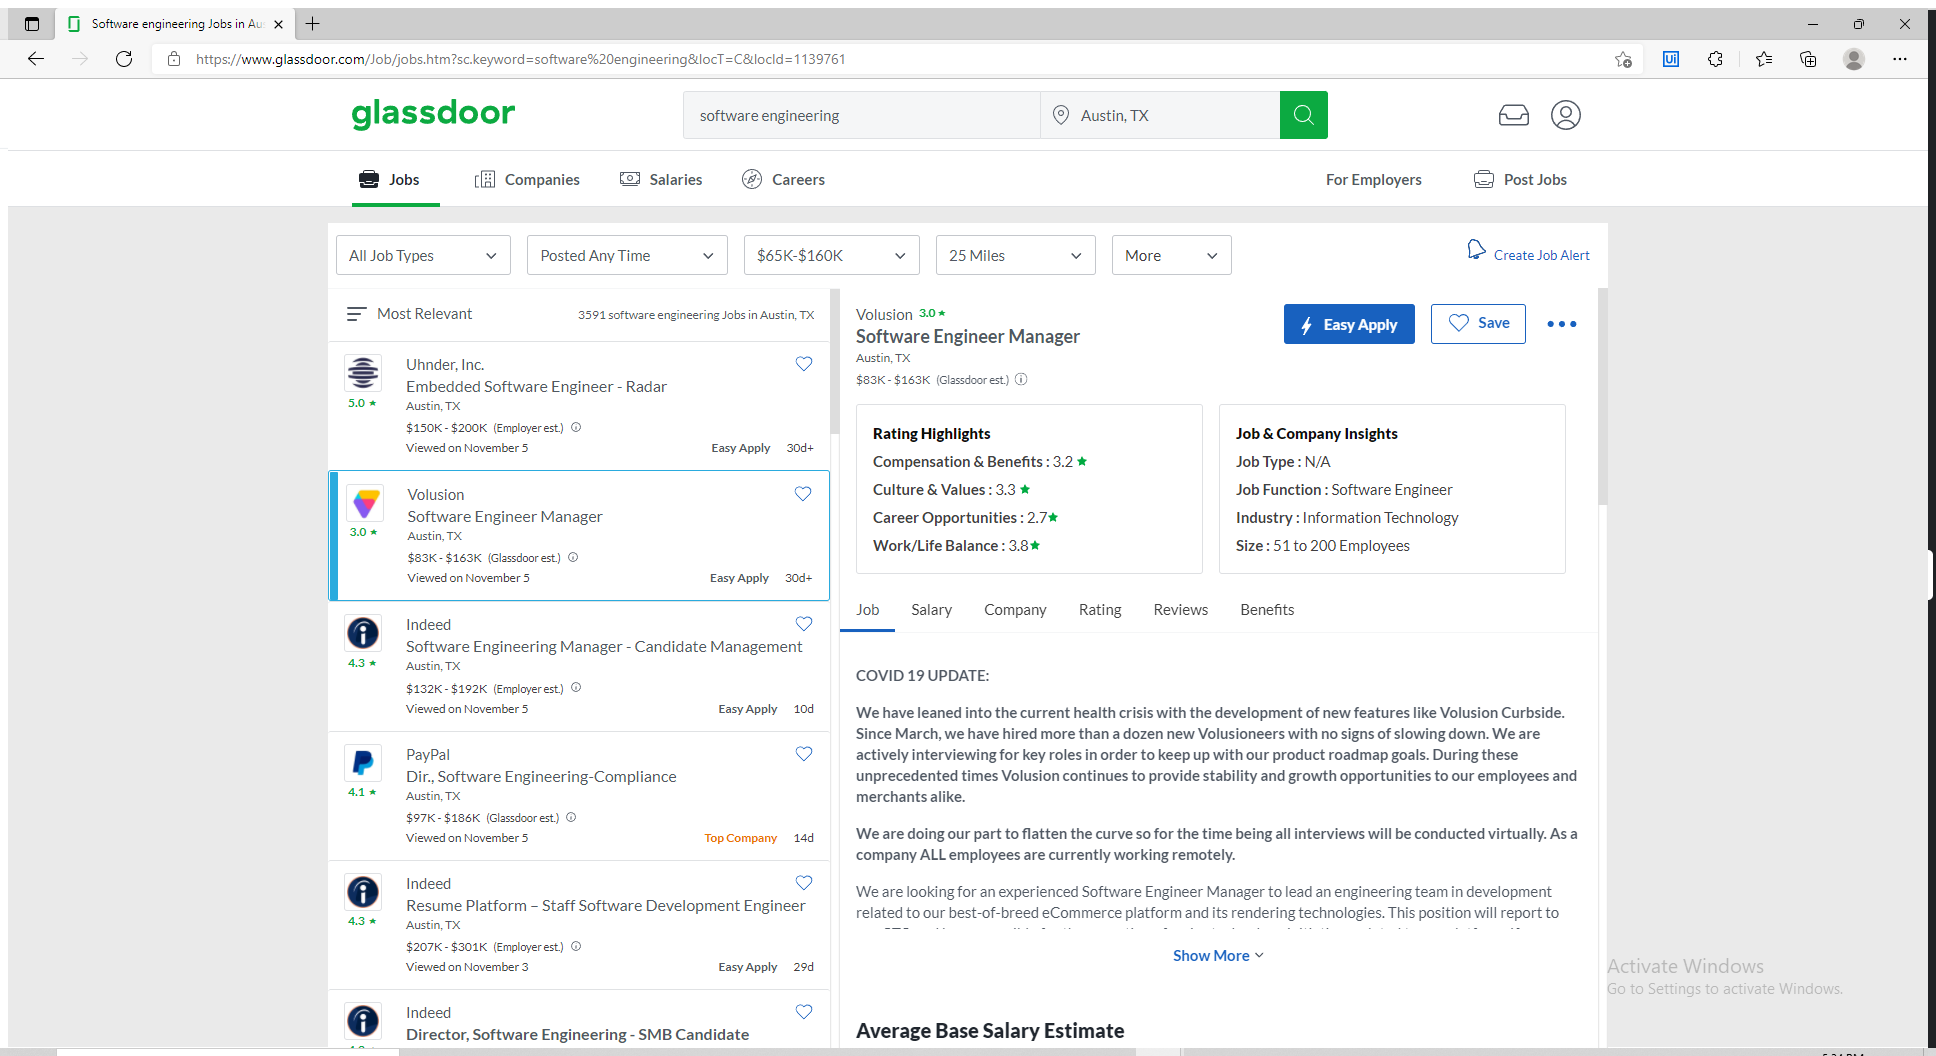 Software engineering Jobs in Au
https://www.glassdoor.com/Job/jobs.htm?sc.keyword=software%20engineering&locT=C&locId=1139761
glassdoor
software engineering
Austin, TX
Jobs
Companies
Salaries
Careers
For Employers
Post Jobs
All Job Types
Posted Any Time
$65K-$160K
25 Miles
More
Create Job Alert
Most Relevant
3591 software engineering Jobs in Austin, TX
Uhnder, Inc.
Embedded Software Engineer - Radar
5.0 ★
Austin, TX
$150K - $200K (Employer est.)
Viewed on November 5
Easy Apply 30d+
Volusion
Software Engineer Manager
3.0 ★
Austin, TX
$83K - $163K (Glassdoor est.)
Viewed on November 5
Easy Apply 30d+
Indeed
Software Engineering Manager - Candidate Management
4.3 ★
Austin, TX
$132K - $192K (Employer est.)
Viewed on November 5
Easy Apply 10d
PayPal
Dir., Software Engineering-Compliance
4.1 ★
Austin, TX
$97K - $186K (Glassdoor est.)
Viewed on November 5
Top Company 14d
Indeed
Resume Platform – Staff Software Development Engineer
4.3 ★
Austin, TX
$207K - $301K (Employer est.)
Viewed on November 3
Easy Apply 29d
Indeed
Director, Software Engineering - SMB Candidate
Volusion 3.0 ★
Software Engineer Manager
Austin, TX
$83K - $163K (Glassdoor est.)
Easy Apply
Save
Rating Highlights
Compensation & Benefits : 3.2 ★
Culture & Values : 3.3 ★
Career Opportunities : 2.7★
Work/Life Balance : 3.8★
Job & Company Insights
Job Type : N/A
Job Function : Software Engineer
Industry : Information Technology
Size : 51 to 200 Employees
Job
Salary
Company
Rating
Reviews
Benefits
COVID 19 UPDATE:
We have leaned into the current health crisis with the development of new features like Volusion Curbside.
Since March, we have hired more than a dozen new Volusioneers with no signs of slowing down. We are
actively interviewing for key roles in order to keep up with our product roadmap goals. During these
unprecedented times Volusion continues to provide stability and growth opportunities to our employees and
merchants alike.
We are doing our part to flatten the curve so for the time being all interviews will be conducted virtually. As a
company ALL employees are currently working remotely.
We are looking for an experienced Software Engineer Manager to lead an engineering team in development
related to our best-of-breed eCommerce platform and its rendering technologies. This position will report to
Show More
Average Base Salary Estimate
Activate Windows
Go to Settings to activate Windows.